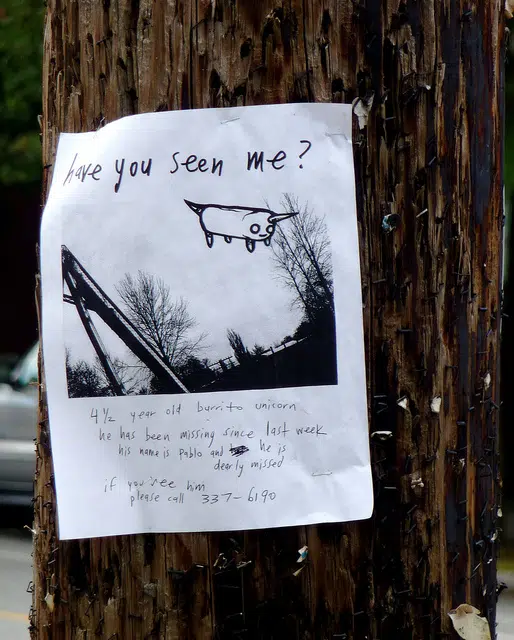 have you seen me?
4½ year old burrito unicorn
he has been missing since last week
his name is Pablo and he is
dearly missed
if you see him
please call 337-6190